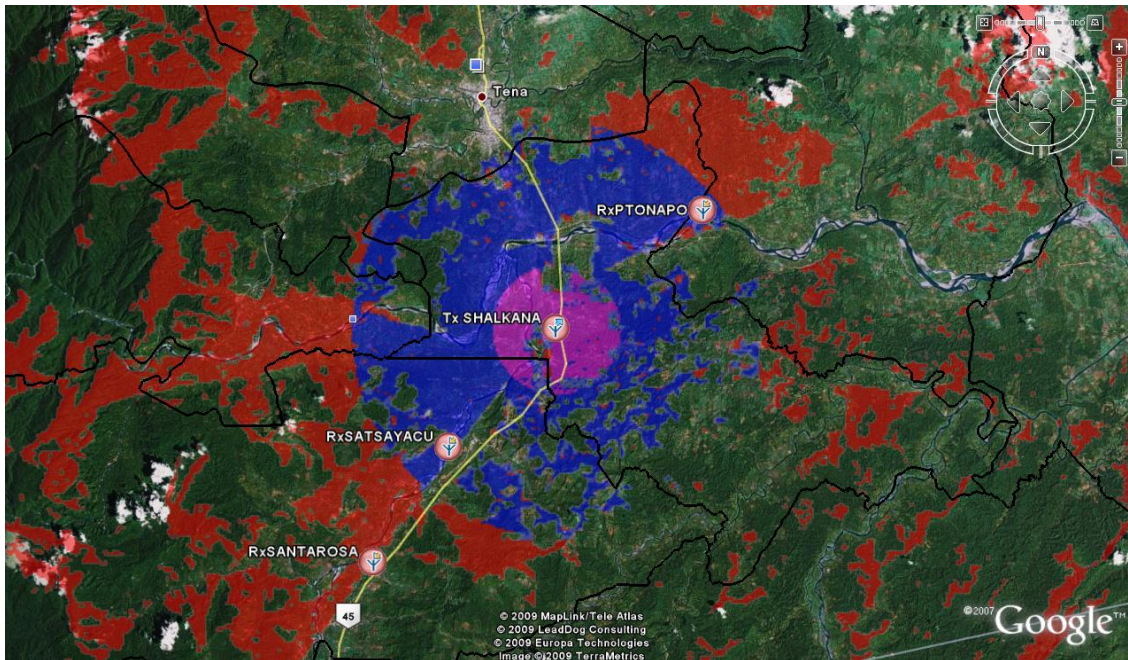 N
Tena
RxPTONAPO
Tx SHALKANA
RxSATSAYACU
RxSANTAROSA
45
© 2009 MapLink/Tele Atlas
© 2009 LeadDog Consulting
© 2009 Europa Technologies
Image © 2009 TerraMetrics
©2007 Google™